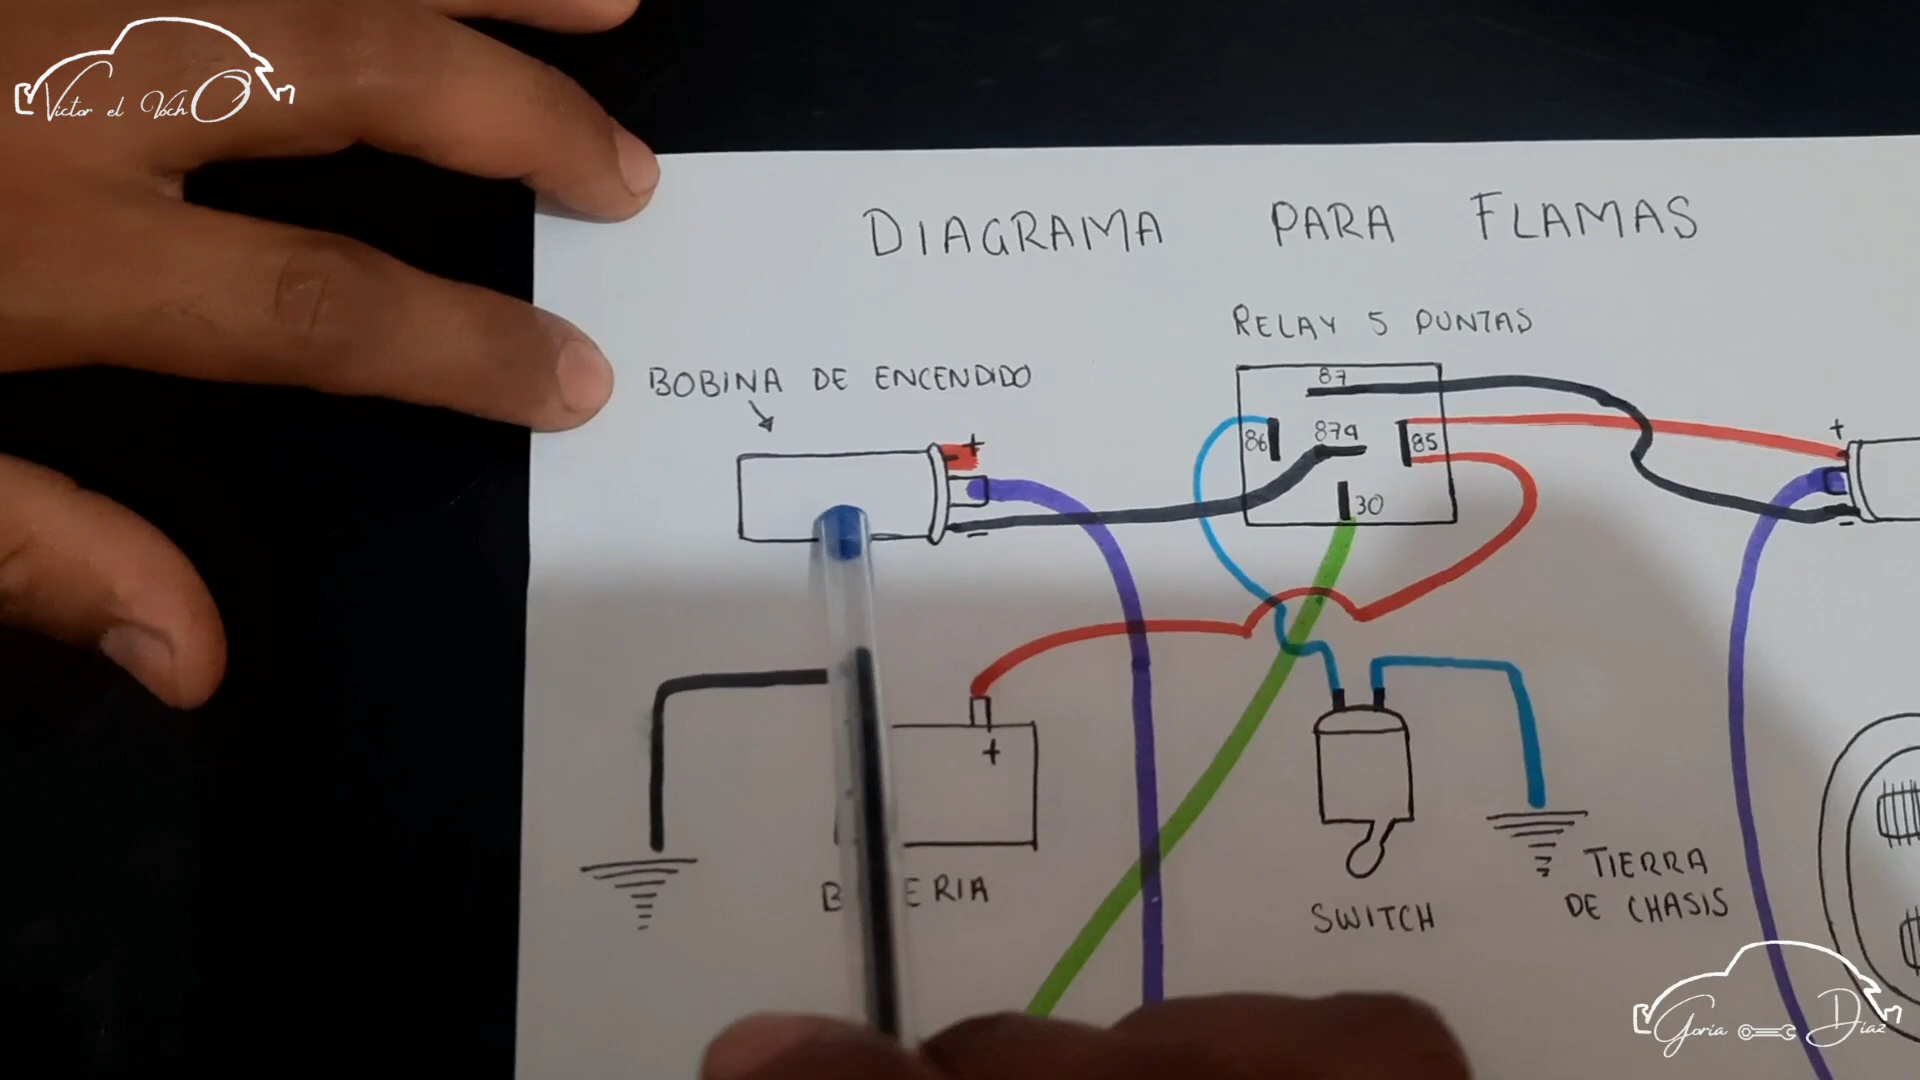 Victor el VochO
DIAGRAMA PARA FLAMAS
RELAY 5 PUNTAS
BOBINA DE ENCENDIDO
87
86
87a
85
30
+
-
+
-
+
SWITCH
TIERRA
DE CHASIS
Goria Diaz